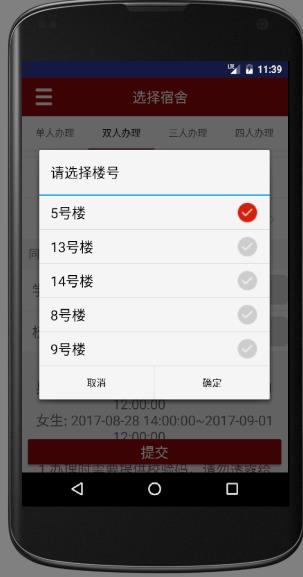 11:39
选择宿舍
单人办理 双人办理 三人办理 四人办理
请选择楼号
5号楼
13号楼
14号楼
8号楼
9号楼
取消 确定
12:00:00
女生: 2017-08-28 14:00:00~2017-09-01
12:00:00
提交